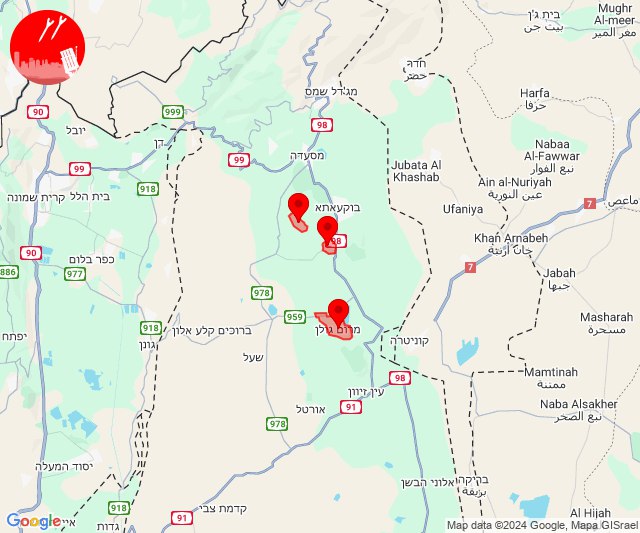 Mughr
Al-meer
مغر المير
בית ג'ן
بيت جن
חדר
حضر
מג'דל שמס
Harfa
حرفا
90
999
98
יובל
דן
99
99
מסעדה
Nabaa
Al-Fawwar
نبع الفوار
Jubata Al
Khashab
Ain al-Nuriyah
عين النورية
918
בית הלל
קרית שמונה
918
בוקעאתא
Ufaniya
7
98
Khan Arnabeh
خان أرنبة
90
כפר בלום
977
886
7
Jabah
جبها
978
959
מרום גולן
Masharah
مسحرة
918
ברוכים
קלע אלון
קוניטרה
יפתח
גונן
שעל
Mamtinah
ممتنة
98
עין זיוון
Naba Alsakher
نبع الصخر
אורטל
91
978
יסוד המעלה
אלוני הבשן
בריקה
بريقة
918
קדמת צבי
91
Al Hijah
גדות
Google
Map data ©2024 Google, Mapa GISrael